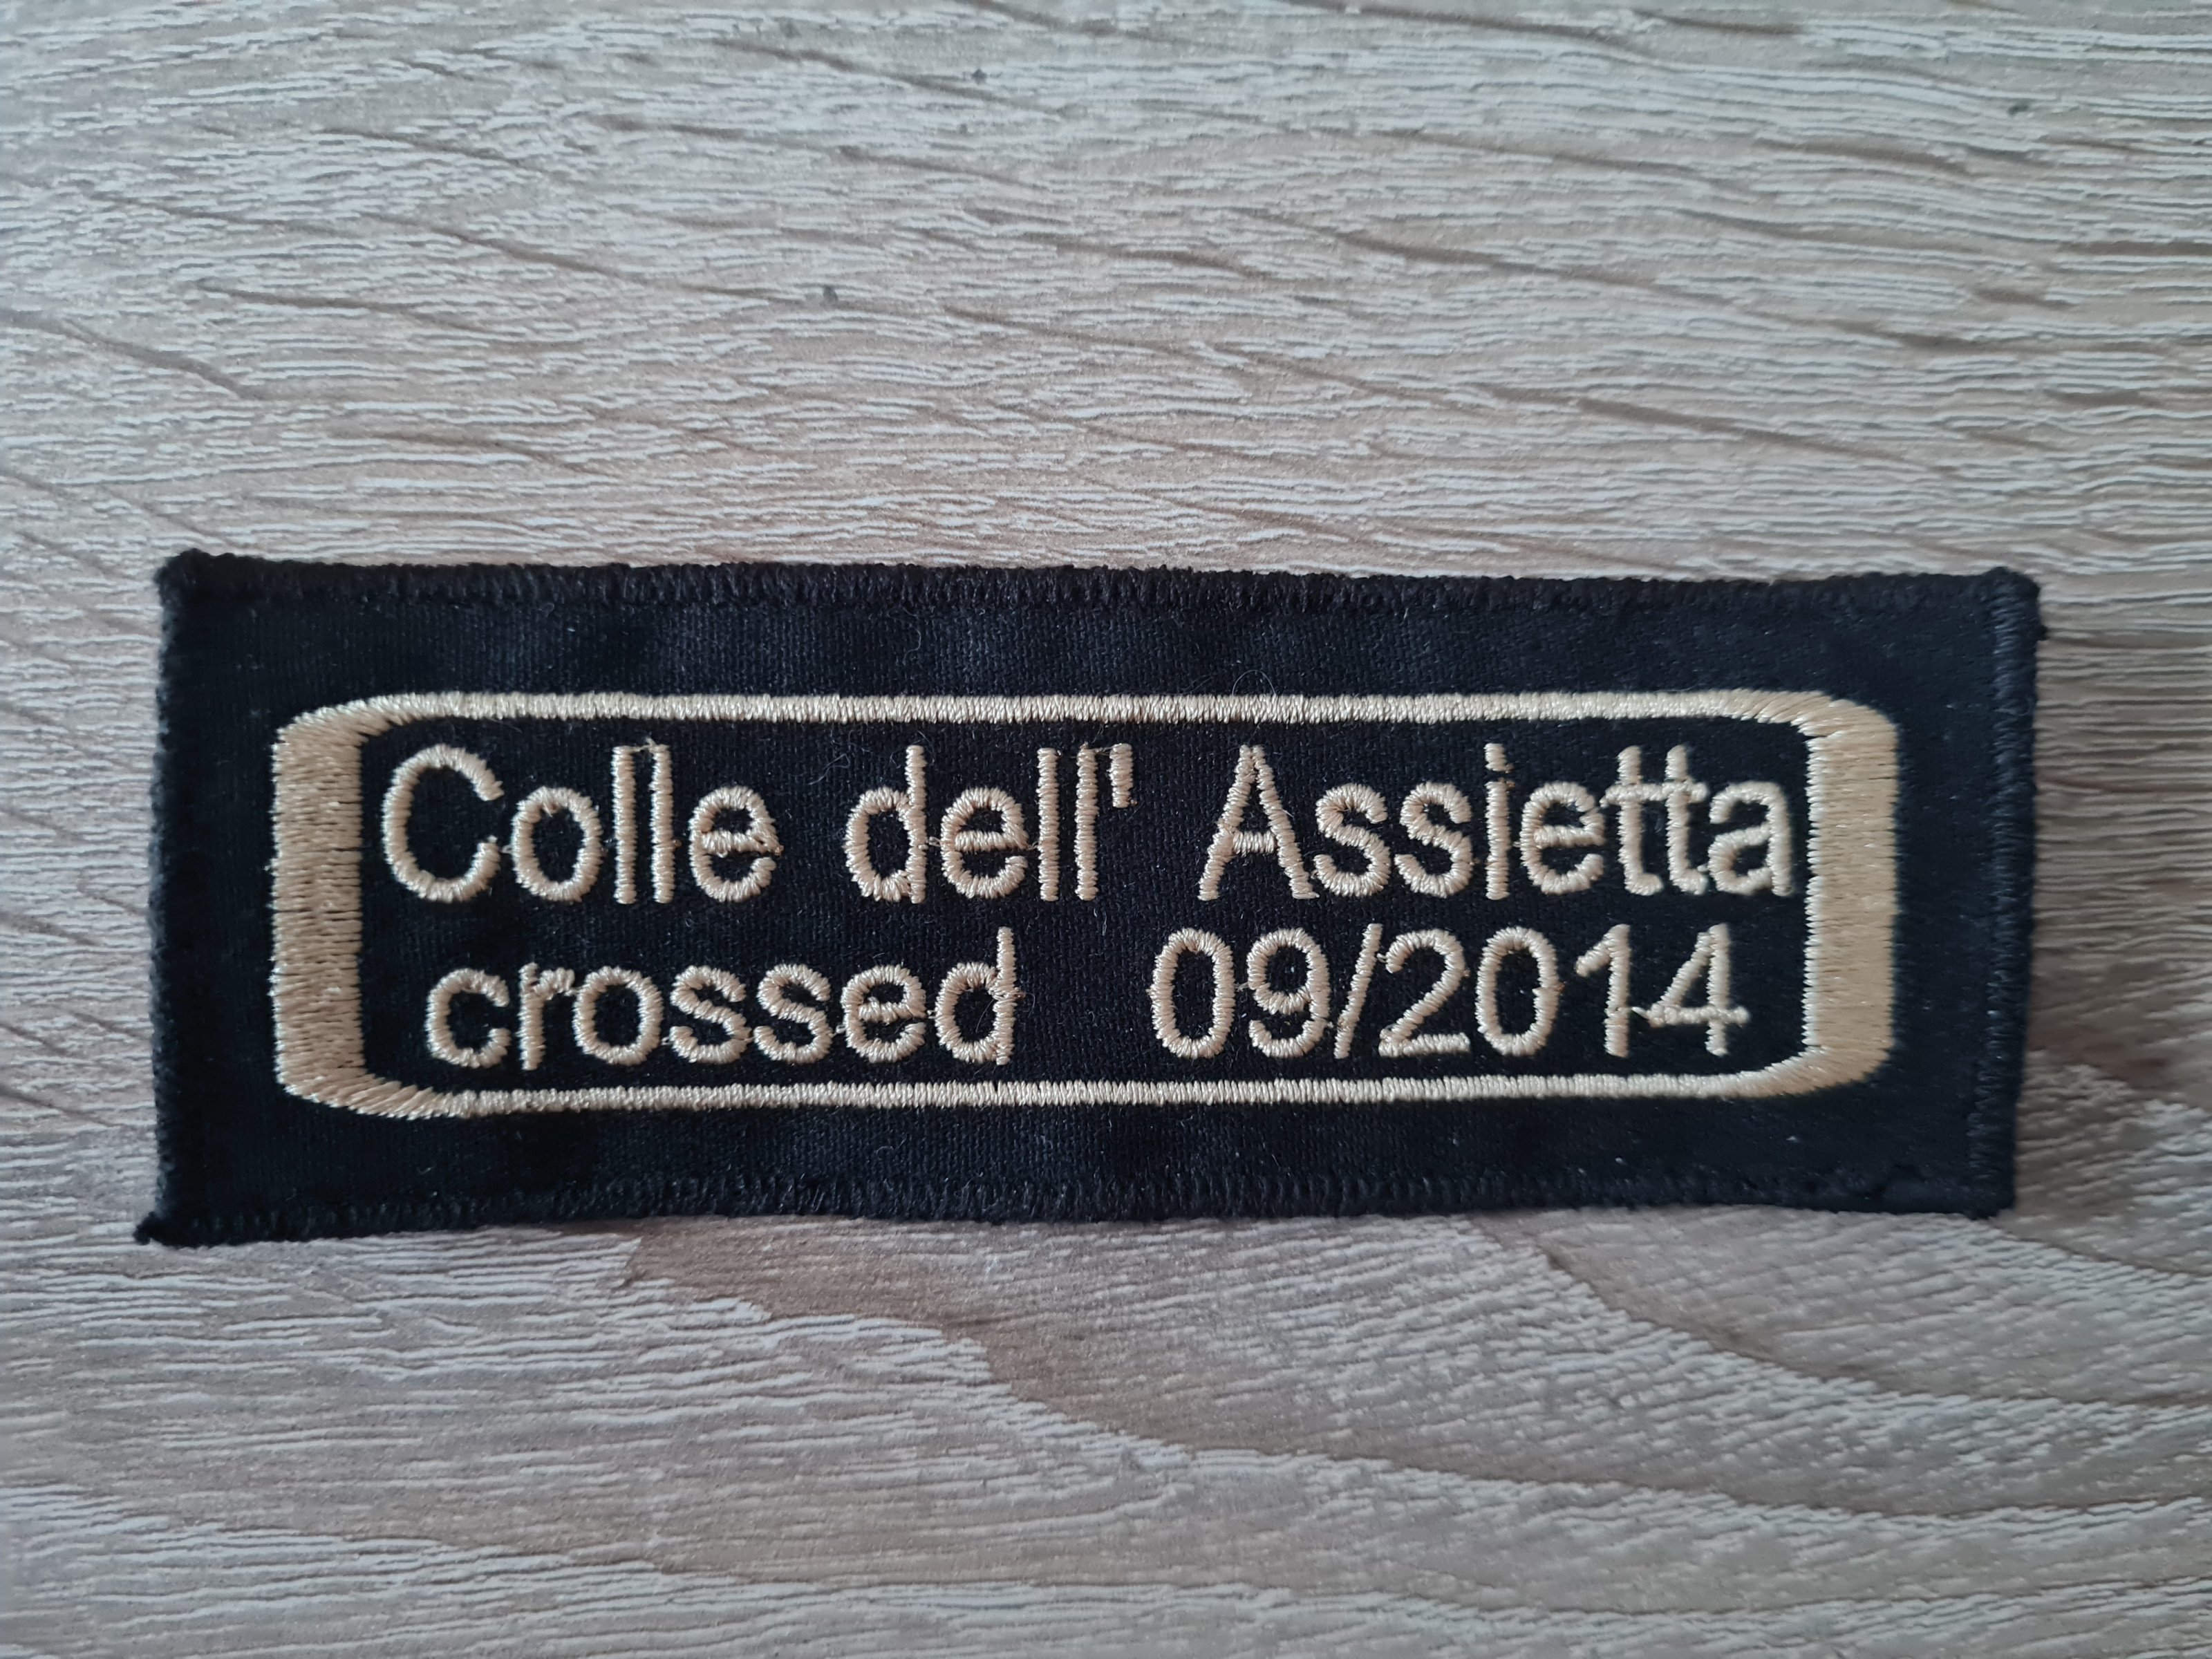 Colle dell' Assietta
crossed 09/2014